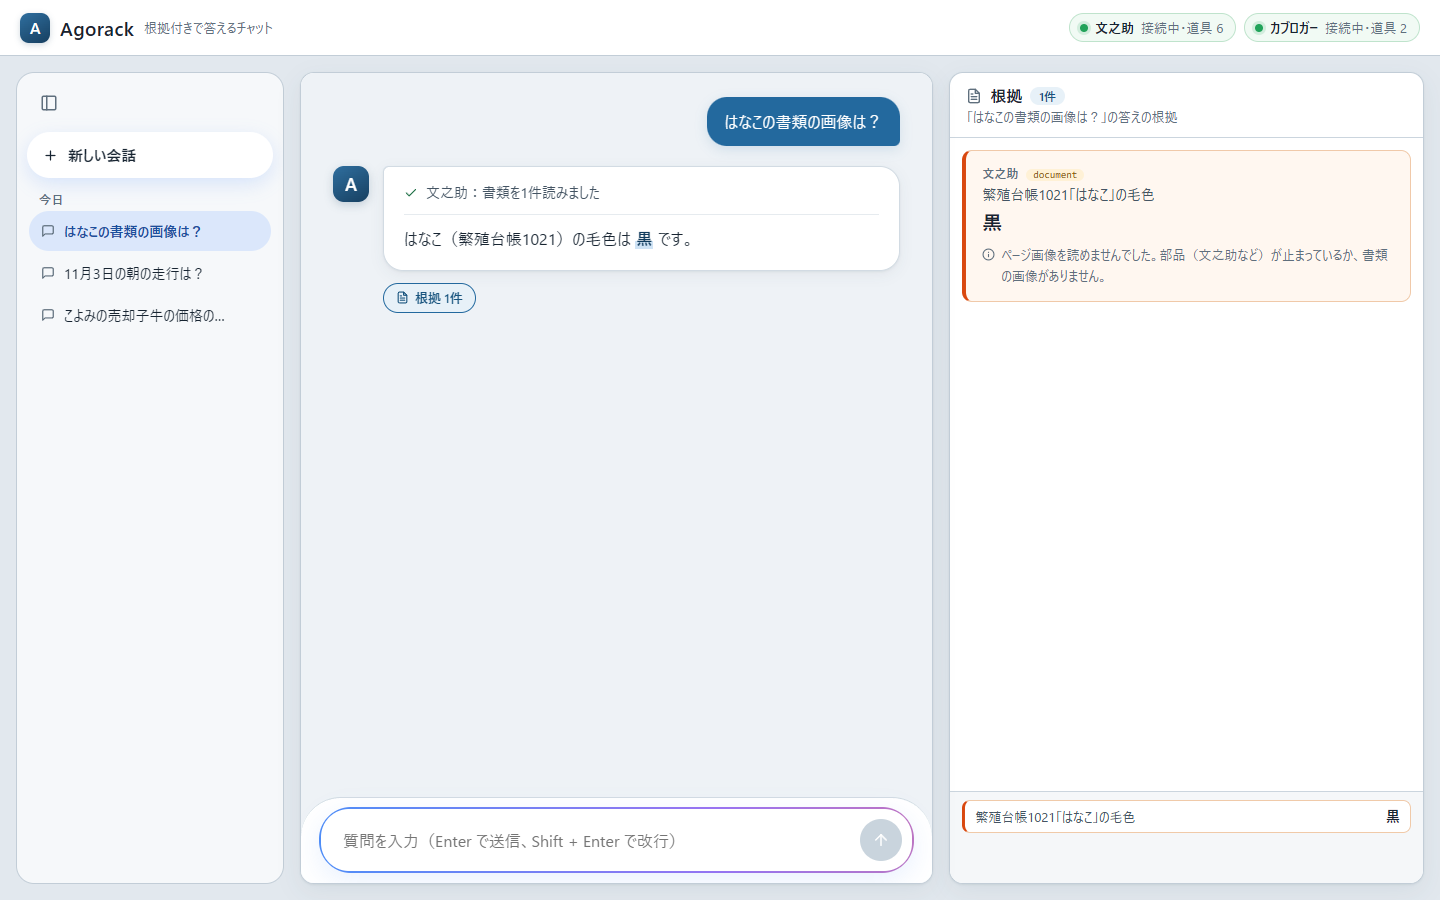 A Agorack 根拠付きで答えるチャット
文之助 接続中・道具 6
カブロガー 接続中・道具 2
新しい会話
今日
はなこの書類の画像は？
11月3日の朝の走行は？
こよみの売却子牛の価格の...
はなこの書類の画像は？
A
文之助：書類を1件読みました
はなこ（繁殖台帳1021）の毛色は 黒 です。
根拠 1件
質問を入力（Enter で送信、Shift + Enter で改行）
根拠 1件
「はなこの書類の画像は？」の答えの根拠
文之助 document
繁殖台帳1021「はなこ」の毛色
黒
ページ画像を読めませんでした。部品（文之助など）が止まっているか、書類
の画像がありません。
繁殖台帳1021「はなこ」の毛色 黒